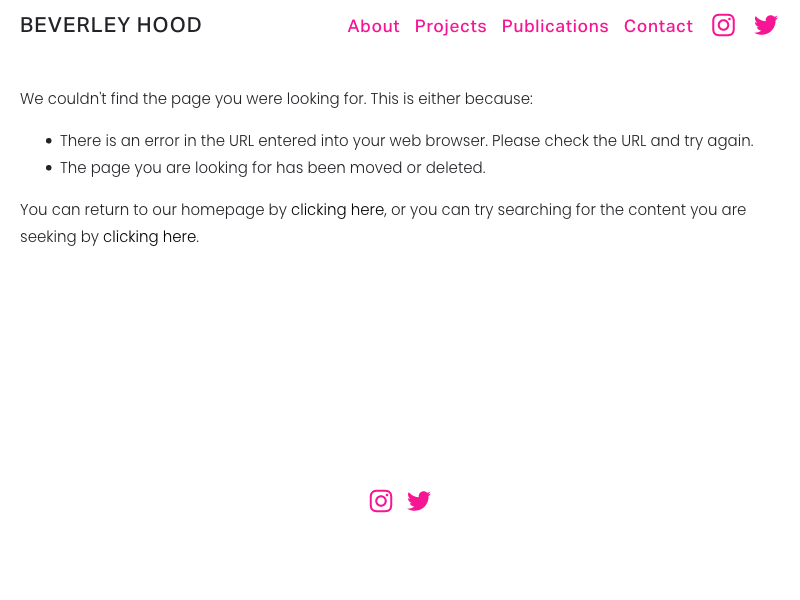 BEVERLEY HOOD
About Projects Publications Contact
We couldn't find the page you were looking for. This is either because:
There is an error in the URL entered into your web browser. Please check the URL and try again.
The page you are looking for has been moved or deleted.
You can return to our homepage by clicking here, or you can try searching for the content you are
seeking by clicking here.